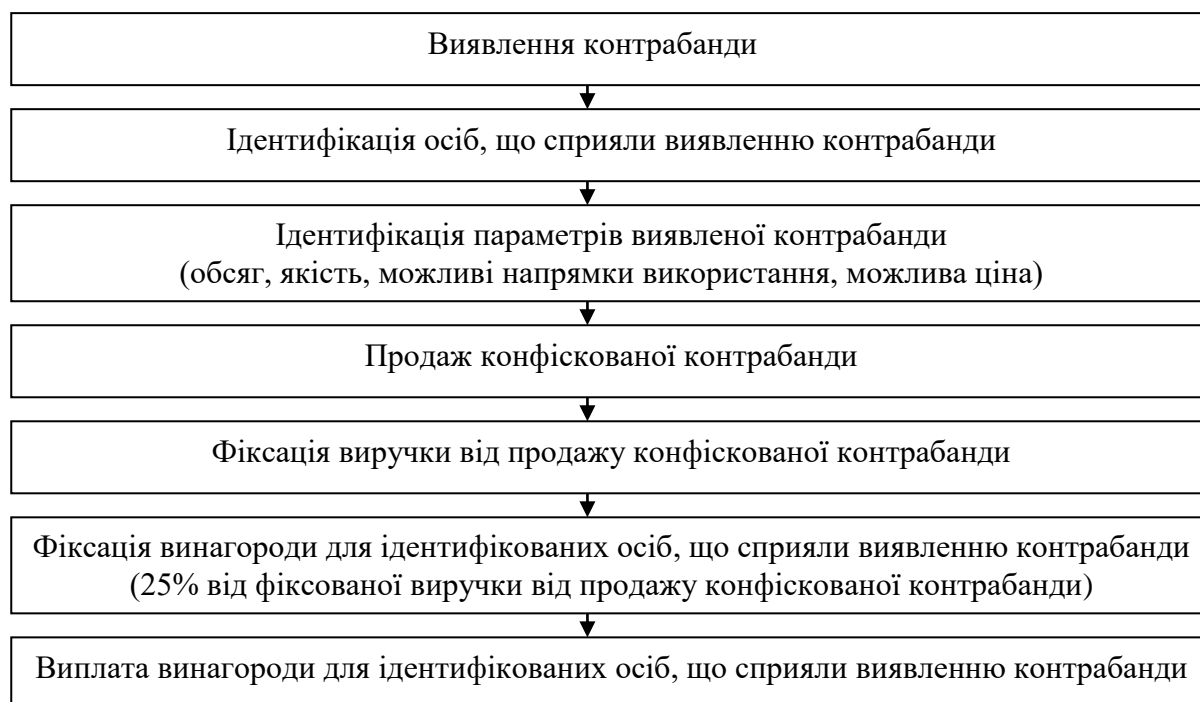 Виявлення контрабанди
Ідентифікація осіб, що сприяли виявленню контрабанди
Ідентифікація параметрів виявленої контрабанди
(обсяг, якість, можливі напрямки використання, можлива ціна)
Продаж конфіскованої контрабанди
Фіксація виручки від продажу конфіскованої контрабанди
Фіксація винагороди для ідентифікованих осіб, що сприяли виявленню контрабанди
(25% від фіксованої виручки від продажу конфіскованої контрабанди)
Виплата винагороди для ідентифікованих осіб, що сприяли виявленню контрабанди